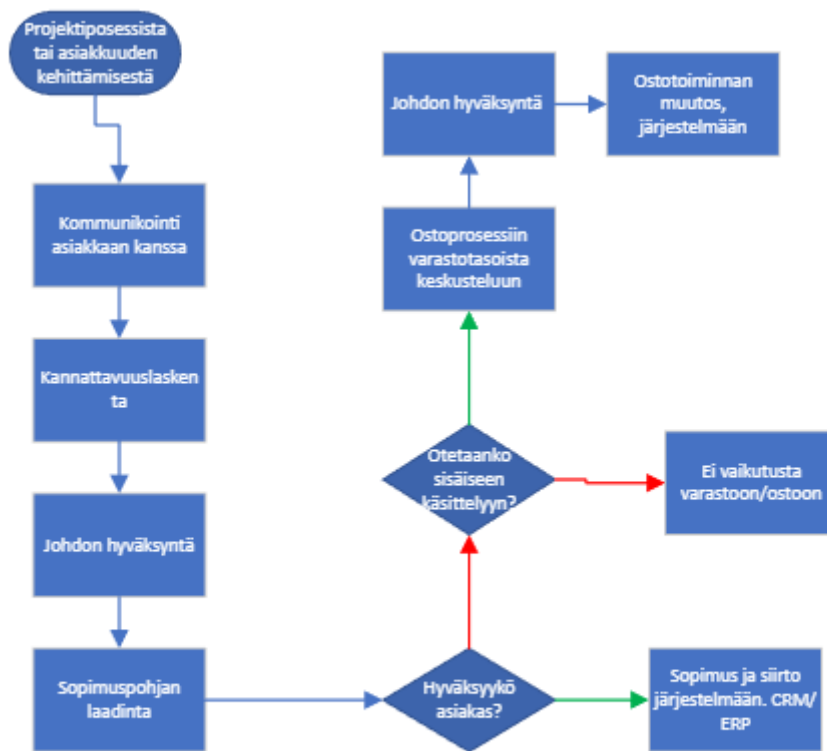 Projektiposessista
tai asiakkuuden
kehittämisestä
Kommunikointi
asiakkaan kanssa
Kannattavuuslasken
ta
Johdon hyväksyntä
Sopimuspohjan
laadinta
Hyväksyykö
asiakas?
Sopimus ja siirto
järjestelmään. CRM/
ERP
Otetaanko
sisäiseen
käsittelyyn?
Ei vaikutusta
varastoon/ostoon
Ostoprosessiin
varastotasoista
keskusteluun
Johdon hyväksyntä
Ostotoiminnan
muutos,
järjestelmään